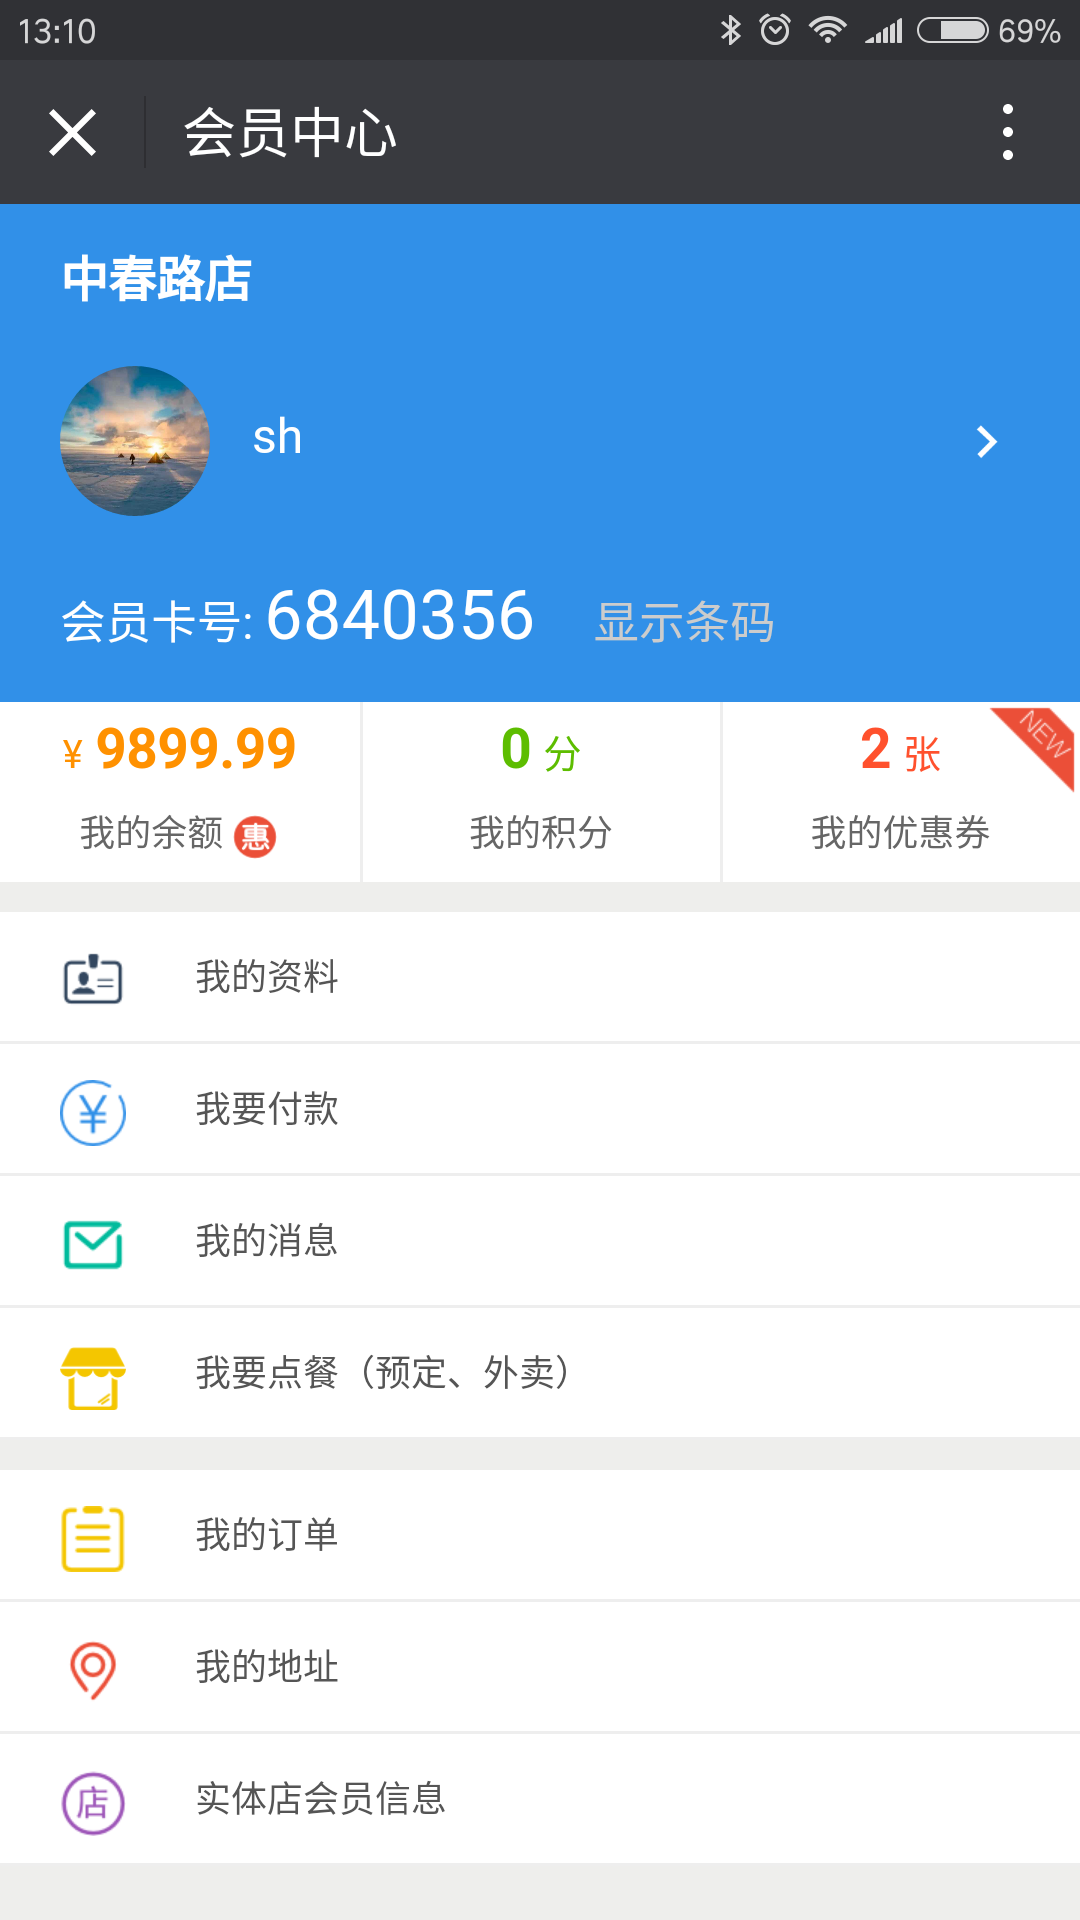 13:10 69%
会员中心
中春路店
sh
会员卡号: 6840356 显示条码
¥ 9899.99 0 分 2 张 NEW
我的余额 惠 我的积分 我的优惠券
我的资料
我要付款
我的消息
我要点餐（预定、外卖）
我的订单
我的地址
店 实体店会员信息